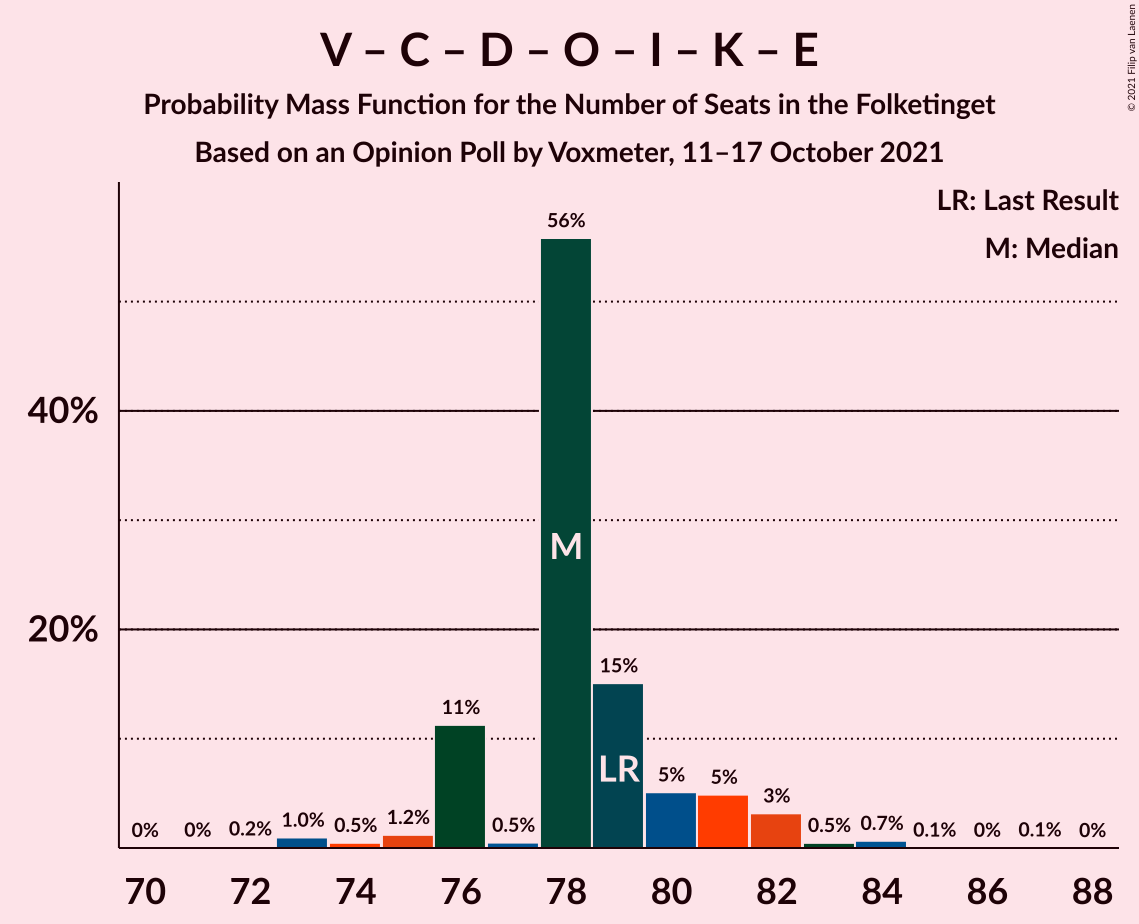 V – C – D – O – I – K – E
Probability Mass Function for the Number of Seats in the Folketinget
Based on an Opinion Poll by Voxmeter, 11–17 October 2021
© 2021 Filip van Laenen
LR: Last Result
M: Median
56%
40%
M
20%
15%
11%
LR
5%
5%
3%
0%
0%
0.2%
1.0%
0.5%
1.2%
0.5%
0.5%
0.7%
0.1%
0%
0.1%
0%
70 72 74 76 78 80 82 84 86 88